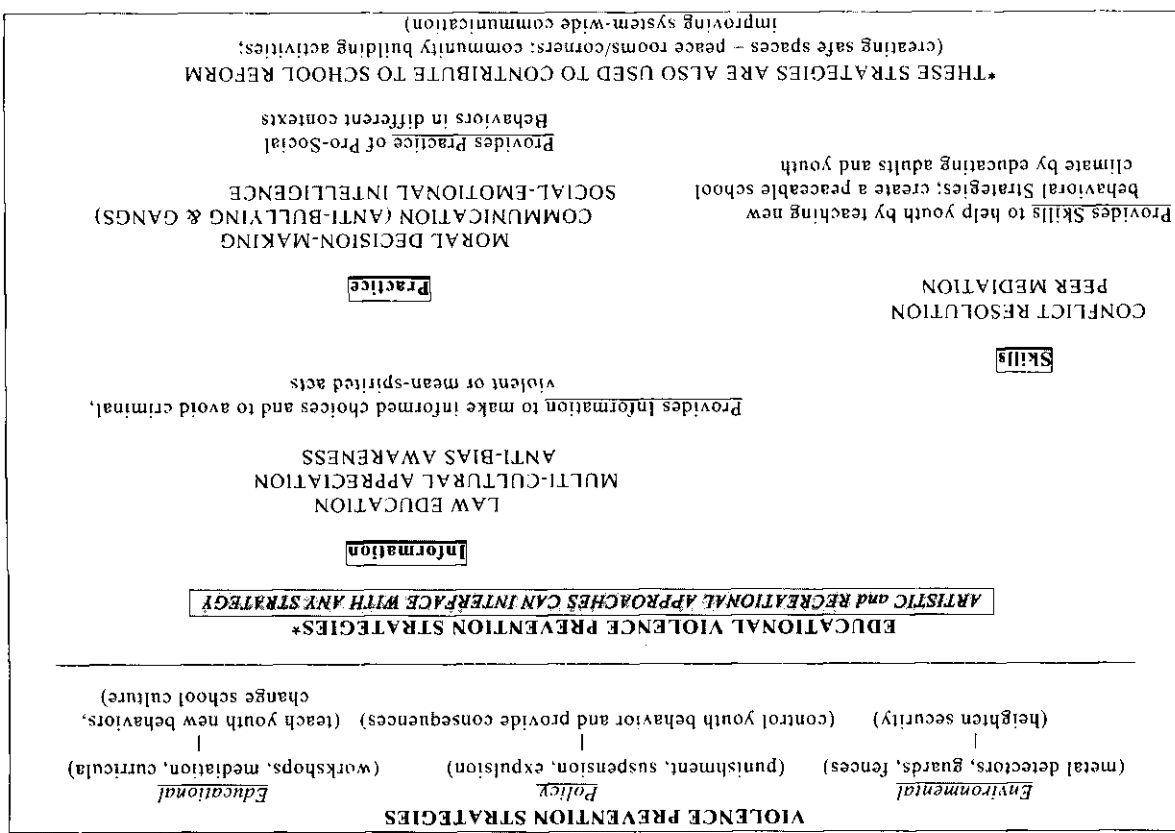 VIOLENCE PREVENTION STRATEGIES
Environmental Policy Educational
(metal detectors, guards, fences) (punishment, suspension, expulsion) (workshops, mediation, curricula)
(heighten security) (control youth behavior and provide consequences) (teach youth new behaviors,
change school culture)
EDUCATIONAL VIOLENCE PREVENTION STRATEGIES*
ARTISTIC and RECREATIONAL APPROACHES CAN INTERFACE WITH ANY STRATEGY
Information
LAW EDUCATION
MULTI-CULTURAL APPRECIATION
ANTI-BIAS AWARENESS
Provides Information to make informed choices and to avoid criminal,
violent or mean-spirited acts
Skills
CONFLICT RESOLUTION
PEER MEDIATION
Provides Skills to help youth by teaching new
behavioral Strategies; create a peaceable school
climate by educating adults and youth
Practice
MORAL DECISION-MAKING
COMMUNICATION (ANTI-BULLYING & GANGS)
SOCIAL-EMOTIONAL INTELLIGENCE
Provides Practice of Pro-Social
Behaviors in different contexts
*THESE STRATEGIES ARE ALSO USED TO CONTRIBUTE TO SCHOOL REFORM
(creating safe spaces – peace rooms/corners; community building activities;
improving system-wide communication)